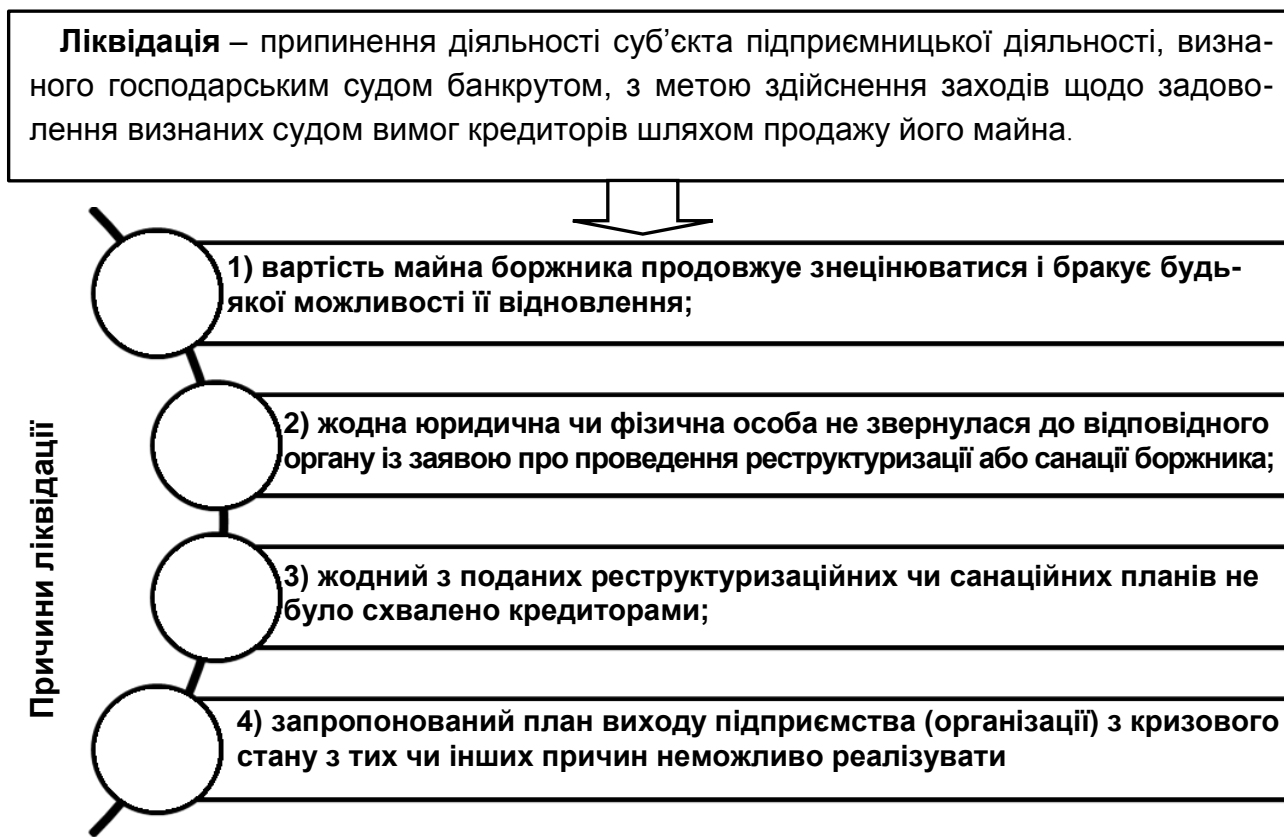 Ліквідація – припинення діяльності суб’єкта підприємницької діяльності, визна-
ного господарським судом банкрутом, з метою здійснення заходів щодо задово-
лення визнаних судом вимог кредиторів шляхом продажу його майна.
Причини ліквідації
1) вартість майна боржника продовжує знецінюватися і бракує будь-
якої можливості її відновлення;
2) жодна юридична чи фізична особа не звернулася до відповідного
органу із заявою про проведення реструктуризації або санації боржника;
3) жодний з поданих реструктуризаційних чи санаційних планів не
було схвалено кредиторами;
4) запропонований план виходу підприємства (організації) з кризового
стану з тих чи інших причин неможливо реалізувати